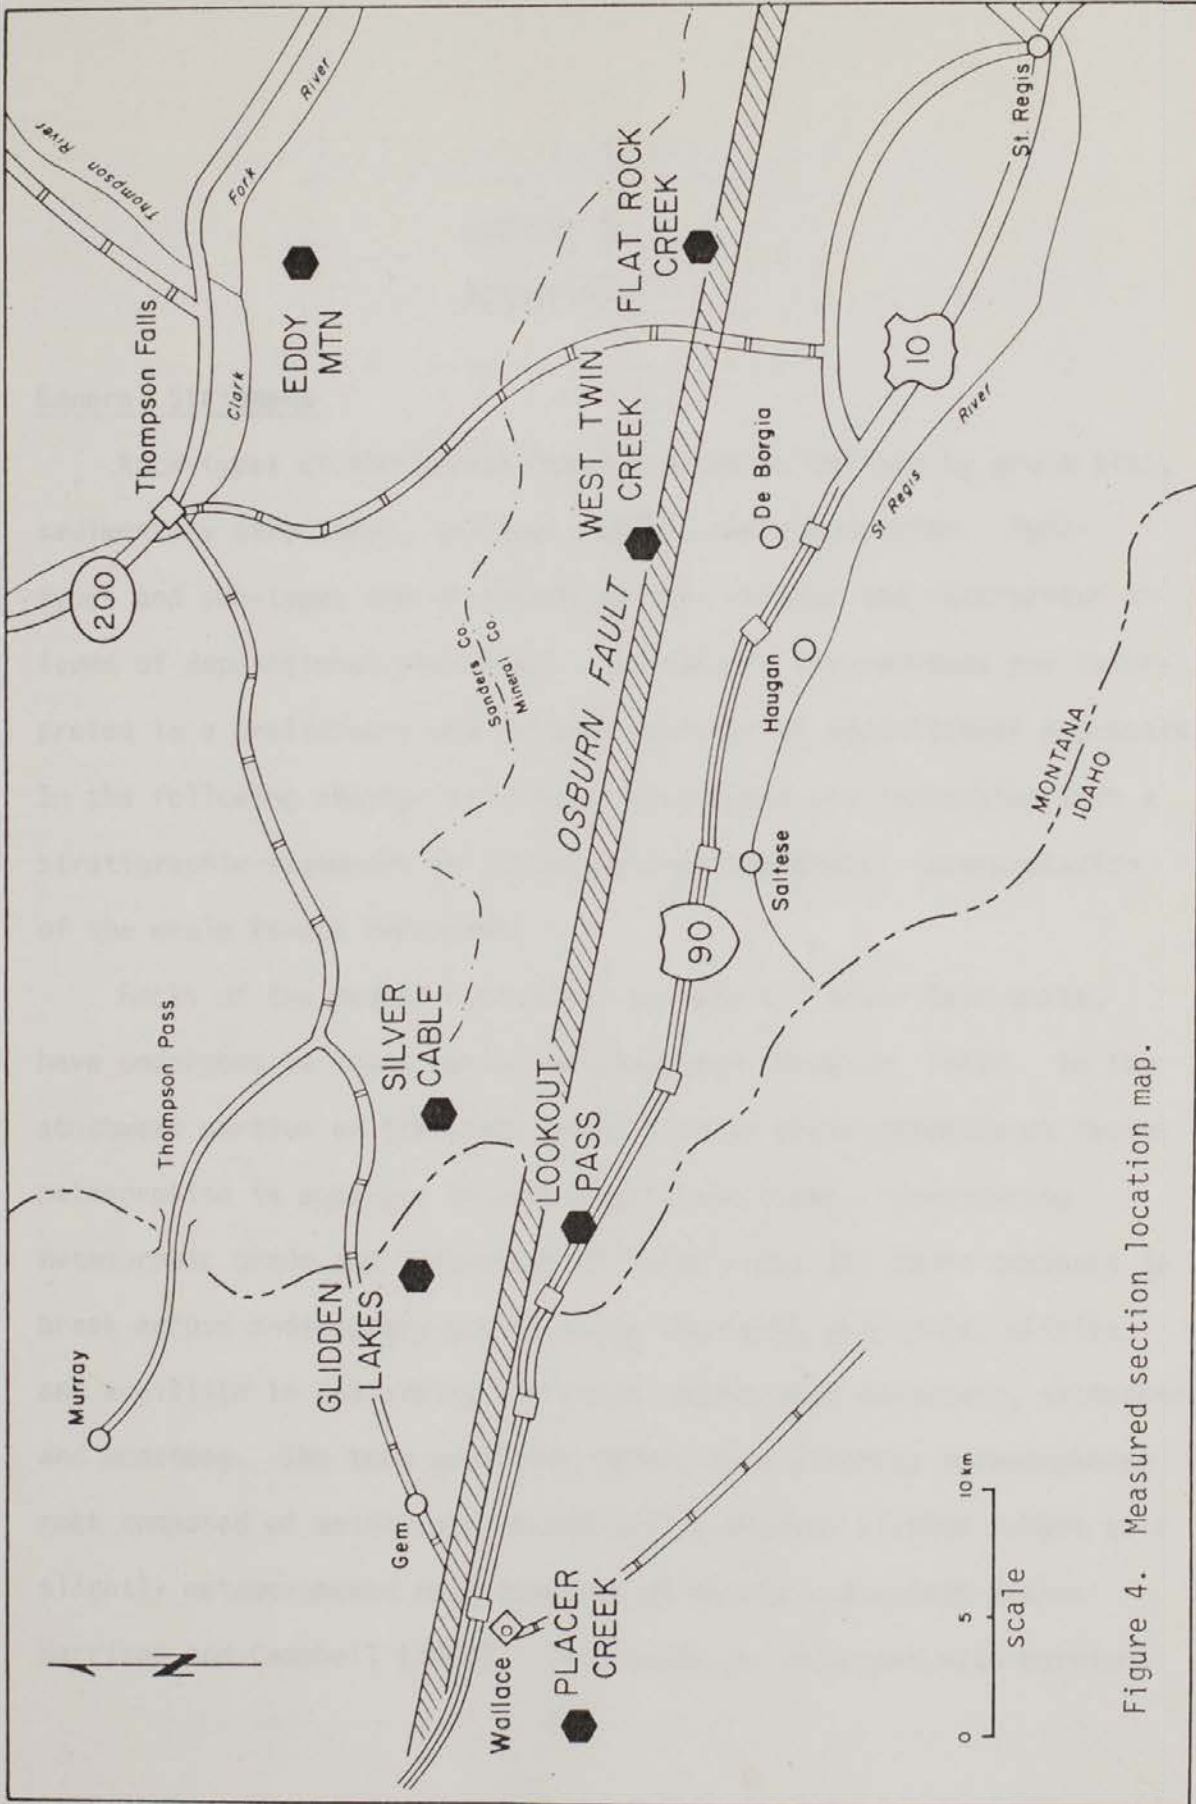 N
Murray
Thompson Pass
200
Thompson Falls
Thompson River
Clark
Fork
River
EDDY
MTN
Gem
GLIDDEN
LAKES
SILVER
CABLE
Sanders Co.
Mineral Co.
WEST TWIN
CREEK
FLAT ROCK
CREEK
OSBURN FAULT
LOOKOUT
PASS
Wallace
PLACER
CREEK
90
Saltese
Haugan
De Borgia
10
St Regis
River
St. Regis
MONTANA
IDAHO
0 5 10 km
scale
Figure 4. Measured section location map.